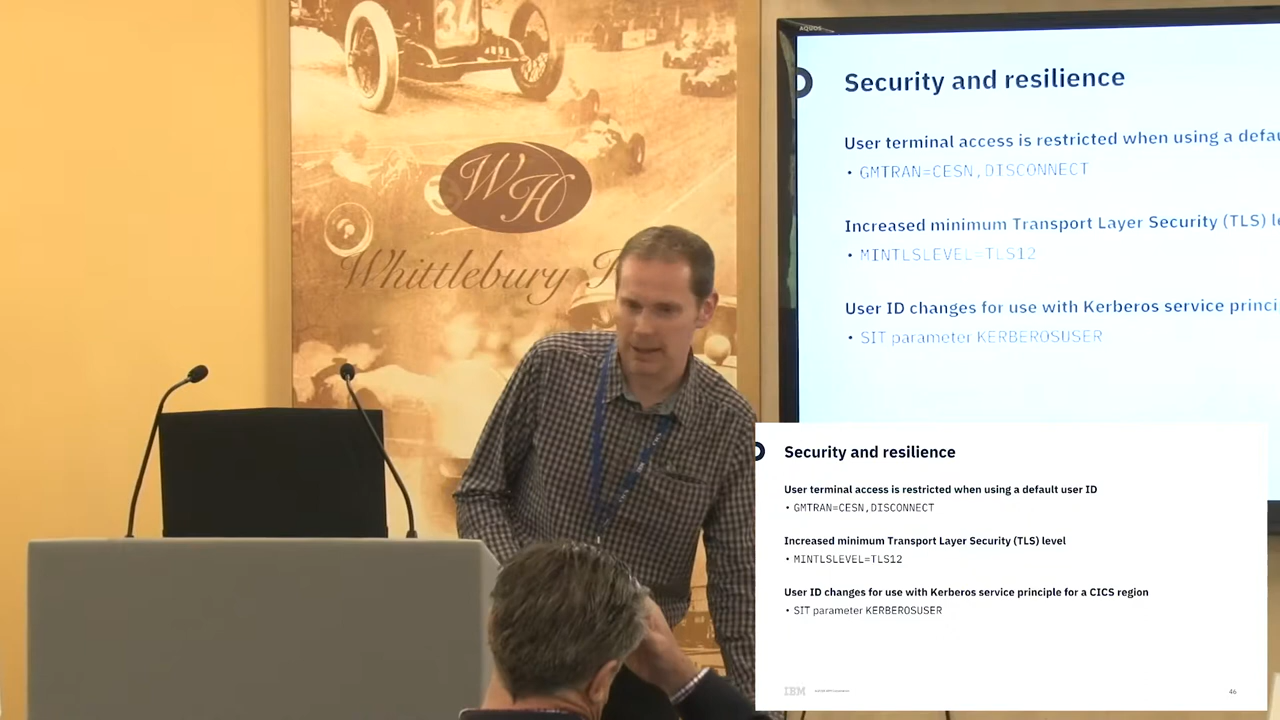 34
WH
Whittlebury
AQUOS
Security and resilience
User terminal access is restricted when using a defau
• GMTRAN=CESN,DISCONNECT
Increased minimum Transport Layer Security (TLS) le
• MINTLSLEVEL=TLS12
User ID changes for use with Kerberos service princi
• SIT parameter KERBEROSUSER
Security and resilience
User terminal access is restricted when using a default user ID
• GMTRAN=CESN,DISCONNECT
Increased minimum Transport Layer Security (TLS) level
• MINTLSLEVEL=TLS12
User ID changes for use with Kerberos service principle for a CICS region
• SIT parameter KERBEROSUSER
IBM
46